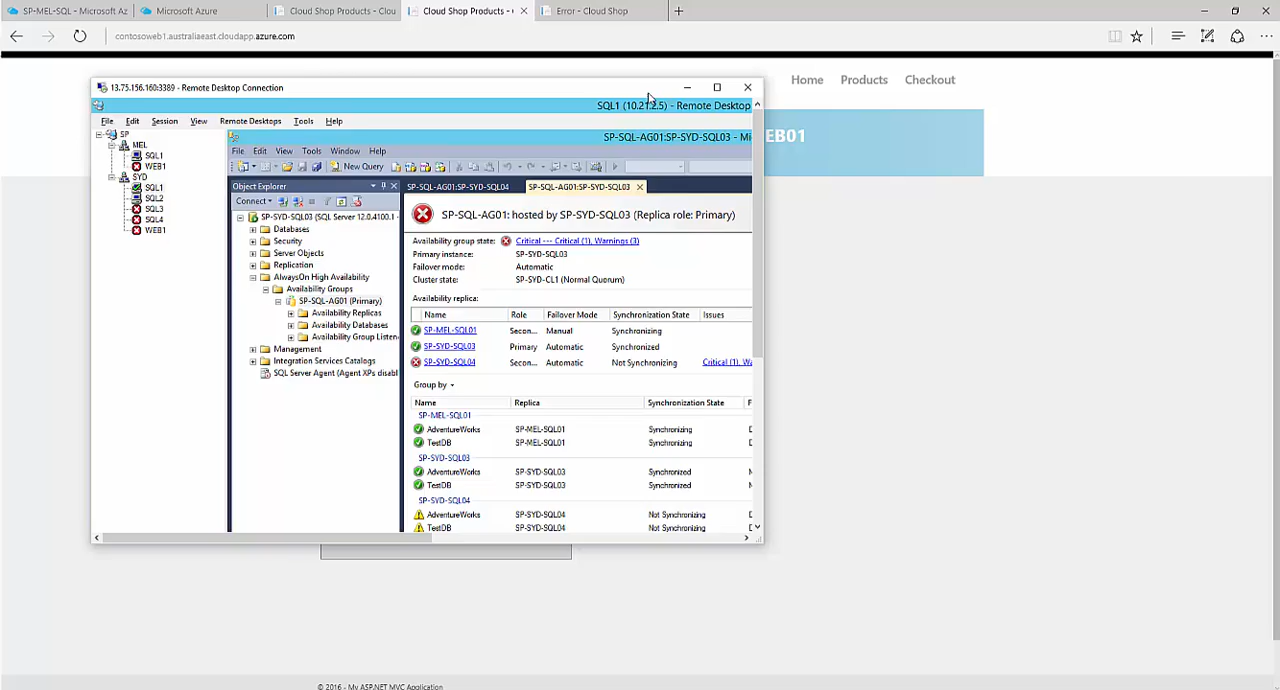 SP-MEL-SQL - Microsoft Az
Microsoft Azure
Cloud Shop Products - Clou
Cloud Shop Products - (
Error - Cloud Shop
contosoweb1.australiaeast.cloudapp.azure.com
Home Products Checkout
EB01
13.75.156.160:3389 - Remote Desktop Connection
SQL1 (10.21.2.5) - Remote Desktop
File Edit Session View Remote Desktops Tools Help
SP
MEL
SQL1
WEB1
SYD
SQL1
SQL2
SQL3
SQL4
WEB1
SP-SQL-AG01:SP-SYD-SQL03 - Mi
File Edit View Tools Window Help
New Query
Object Explorer
Connect
SP-SYD-SQL03 (SQL Server 12.0.4100.1 -
Databases
Security
Server Objects
Replication
AlwaysOn High Availability
Availability Groups
SP-SQL-AG01 (Primary)
Availability Replicas
Availability Databases
Availability Group Listen
Management
Integration Services Catalogs
SQL Server Agent (Agent XPs disabl
SP-SQL-AG01:SP-SYD-SQL04
SP-SQL-AG01:SP-SYD-SQL03
SP-SQL-AG01: hosted by SP-SYD-SQL03 (Replica role: Primary)
Availability group state: Critical --- Critical (1), Warnings (3)
Primary instance: SP-SYD-SQL03
Failover mode: Automatic
Cluster state: SP-SYD-CL1 (Normal Quorum)
Availability replica:
Name Role Failover Mode Synchronization State Issues
SP-MEL-SQL01 Secon... Manual Synchronizing
SP-SYD-SQL03 Primary Automatic Synchronized
SP-SYD-SQL04 Secon... Automatic Not Synchronizing Critical (1), Wa
Group by
Name Replica Synchronization State F
SP-MEL-SQL01
AdventureWorks SP-MEL-SQL01 Synchronizing
TestDB SP-MEL-SQL01 Synchronizing
SP-SYD-SQL03
AdventureWorks SP-SYD-SQL03 Synchronized
TestDB SP-SYD-SQL03 Synchronized
SP-SYD-SQL04
AdventureWorks SP-SYD-SQL04 Not Synchronizing
TestDB SP-SYD-SQL04 Not Synchronizing
© 2016 - My ASP.NET MVC Application